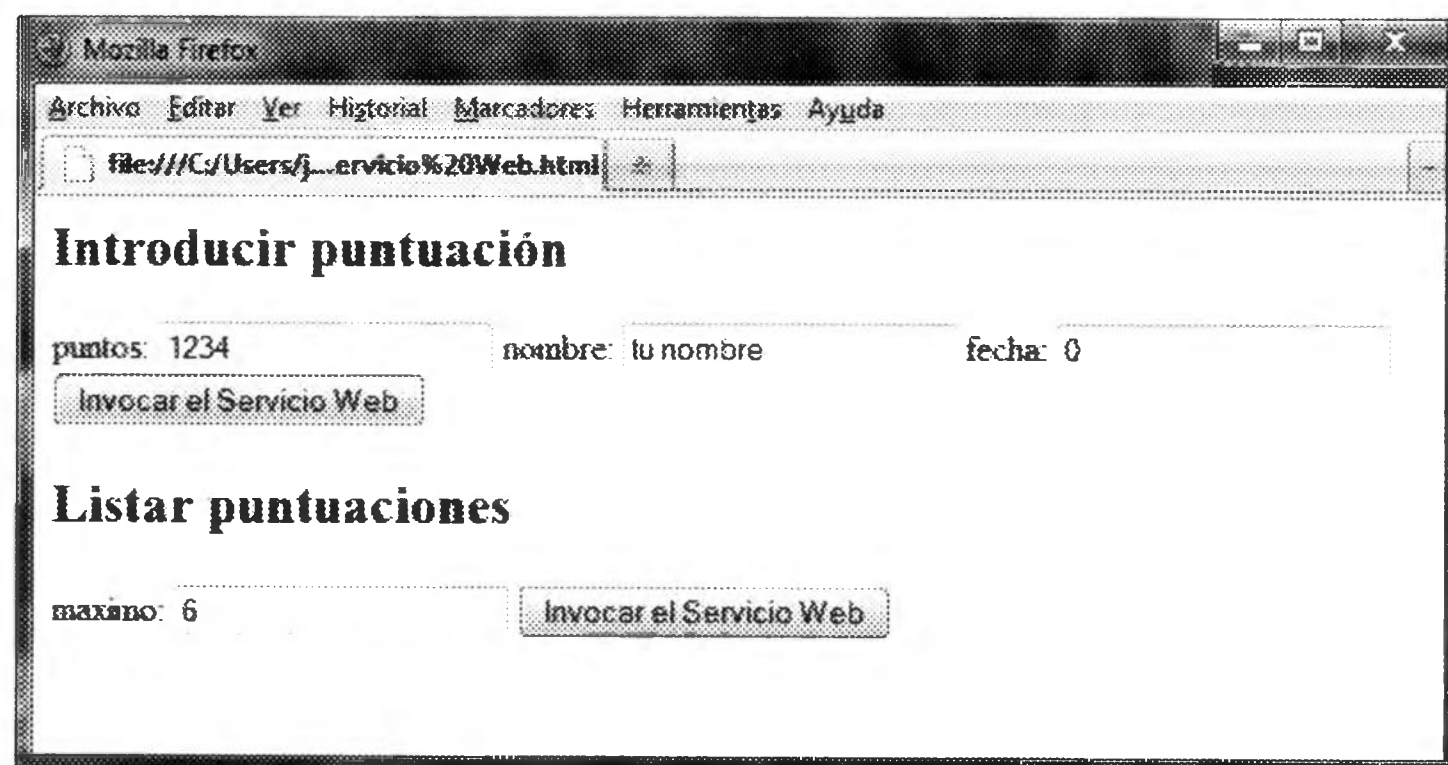 Mozilla Firefox
Archivo Editar Ver Historial Marcadores Herramientas Ayuda
file:///C:/Users/j...ervicio%20Web.html
Introducir puntuación
puntos: 1234 nombre: tu nombre fecha: 0
Invocar el Servicio Web
Listar puntuaciones
maximo: 6 Invocar el Servicio Web